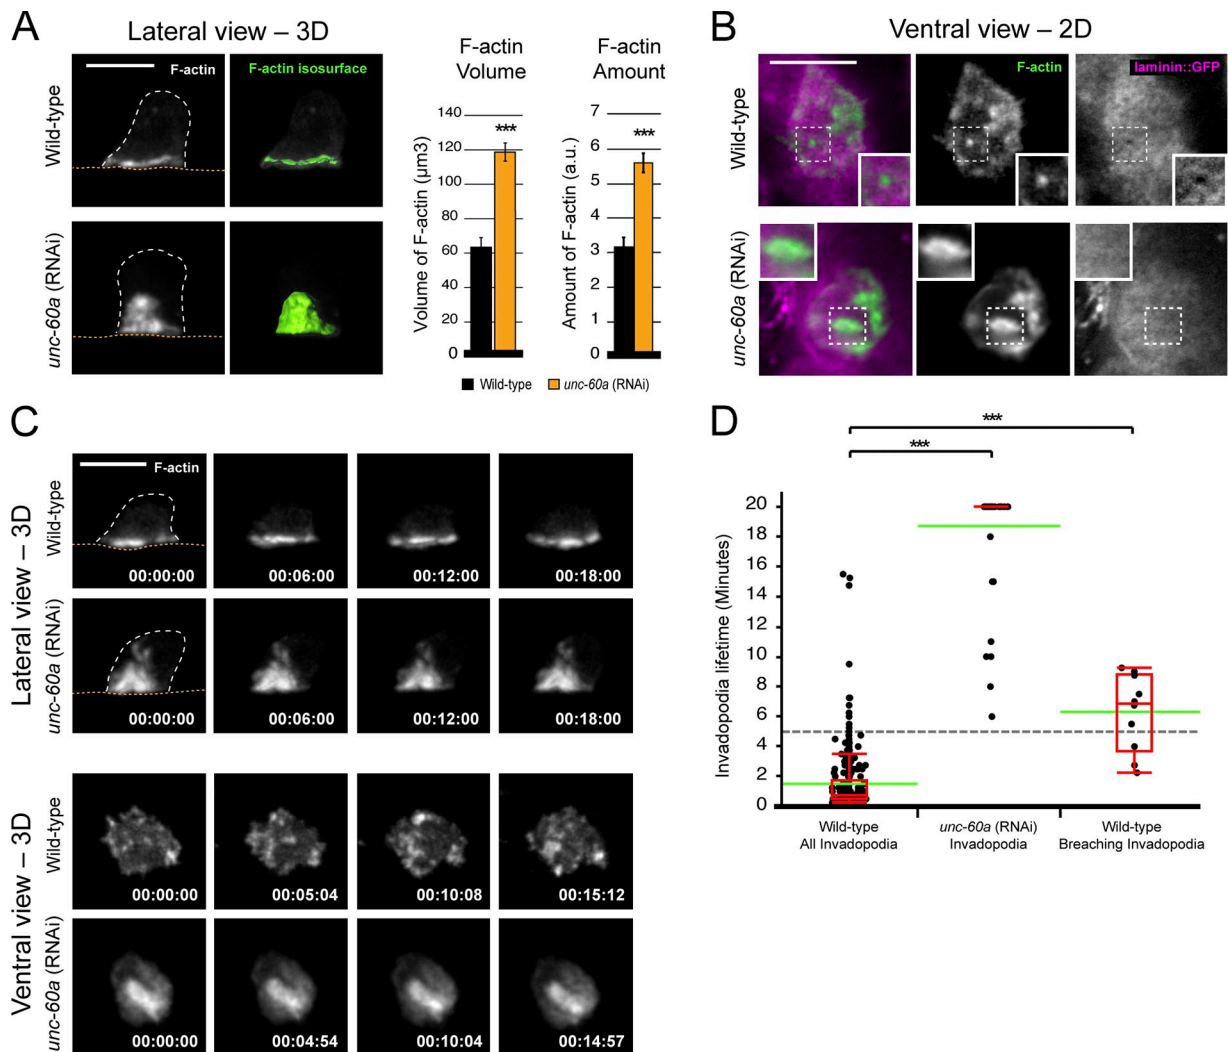 A
Lateral view – 3D
Wild-type
F-actin
F-actin isosurface
unc-60a (RNAi)
F-actin
Volume
Volume of F-actin (µm3)
140
120
100
80
60
40
20
0
***
F-actin
Amount
Amount of F-actin (a.u.)
7
6
5
4
3
2
1
0
***
Wild-type
unc-60a (RNAi)
B
Ventral view – 2D
Wild-type
F-actin
laminin::GFP
unc-60a (RNAi)
C
Lateral view – 3D
Wild-type
F-actin
00:00:00
00:06:00
00:12:00
00:18:00
unc-60a (RNAi)
00:00:00
00:06:00
00:12:00
00:18:00
Ventral view – 3D
Wild-type
00:00:00
00:05:04
00:10:08
00:15:12
unc-60a (RNAi)
00:00:00
00:04:54
00:10:04
00:14:57
D
***
***
Invadopodia lifetime (Minutes)
20
18
16
14
12
10
8
6
4
2
0
Wild-type
All Invadopodia
unc-60a (RNAi)
Invadopodia
Wild-type
Breaching Invadopodia